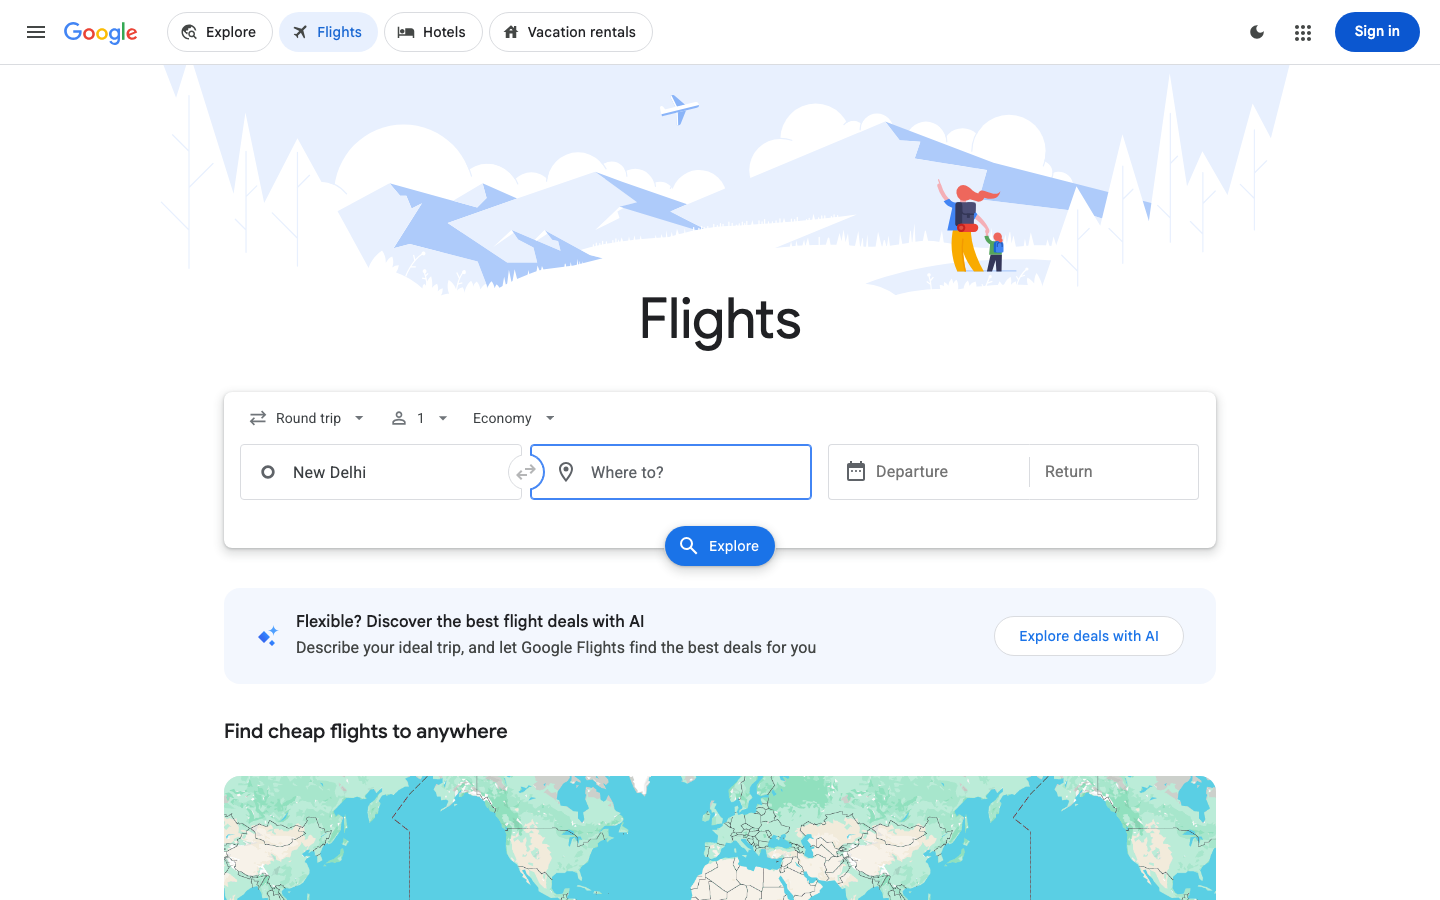 Google
Explore
Flights
Hotels
Vacation rentals
Sign in
Flights
Round trip
1
Economy
New Delhi
Where to?
Departure
Return
Explore
Flexible? Discover the best flight deals with AI
Describe your ideal trip, and let Google Flights find the best deals for you
Explore deals with AI
Find cheap flights to anywhere